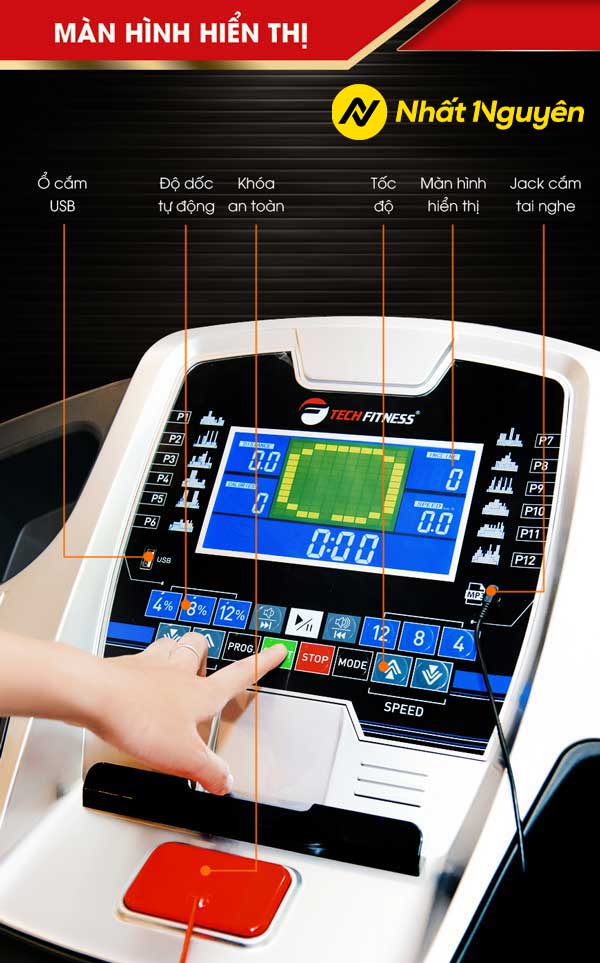 MÀN HÌNH HIỂN THỊ
Nhất Nguyên
Ổ cắm
USB
Độ dốc
tự động
Khóa
an toàn
Tốc
độ
Màn hình
hiển thị
Jack cắm
tai nghe
TECH FITNESS®
P1
P2
P3
P4
P5
P6
P7
P8
P9
P10
P11
P12
DISTANCE
0.0
CALORIES
0
0
SPEED
0.0
0:00
USB
MP3
4%
8%
12%
12
8
4
PROG
STOP
MODE
SPEED